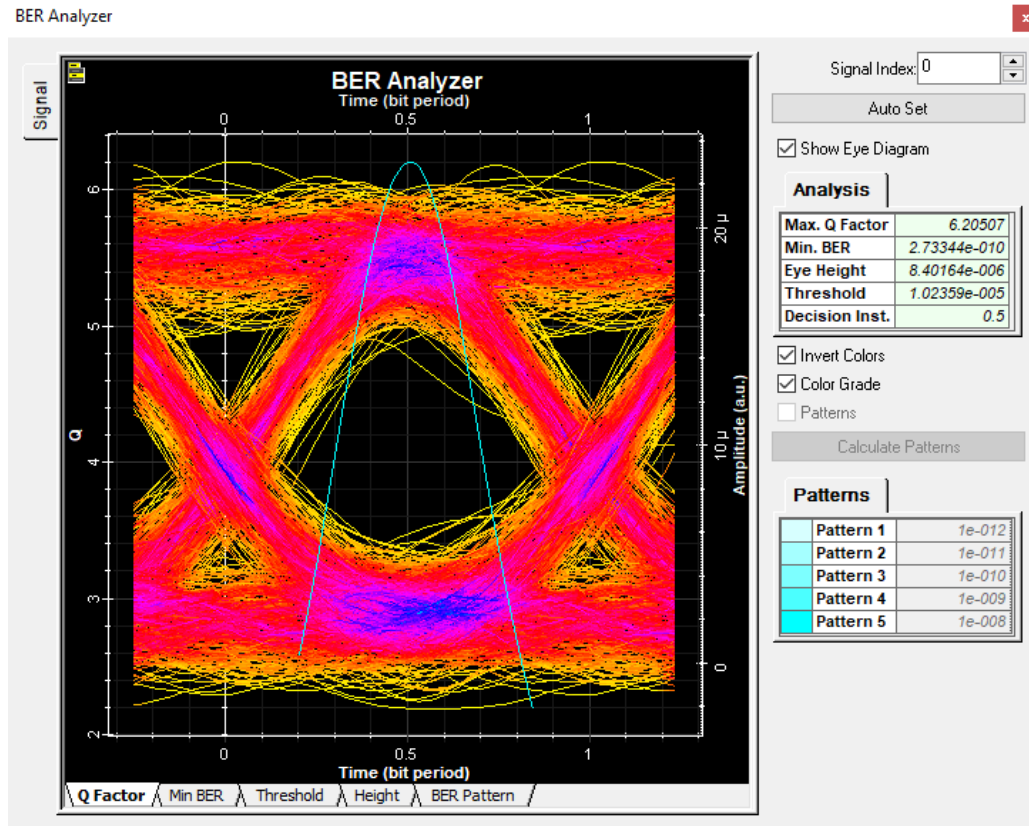 BER Analyzer
x
Signal
BER Analyzer
Time (bit period)
0 0.5 1
6
5
4
3
2
Q
20 µ
10 µ
0
Amplitude (a.u.)
0 0.5 1
Time (bit period)
Q Factor Min BER Threshold Height BER Pattern
Signal Index: 0
Auto Set
Show Eye Diagram
Analysis
Max. Q Factor 6.20507
Min. BER 2.73344e-010
Eye Height 8.40164e-006
Threshold 1.02359e-005
Decision Inst. 0.5
Invert Colors
Color Grade
Patterns
Calculate Patterns
Patterns
Pattern 1 1e-012
Pattern 2 1e-011
Pattern 3 1e-010
Pattern 4 1e-009
Pattern 5 1e-008